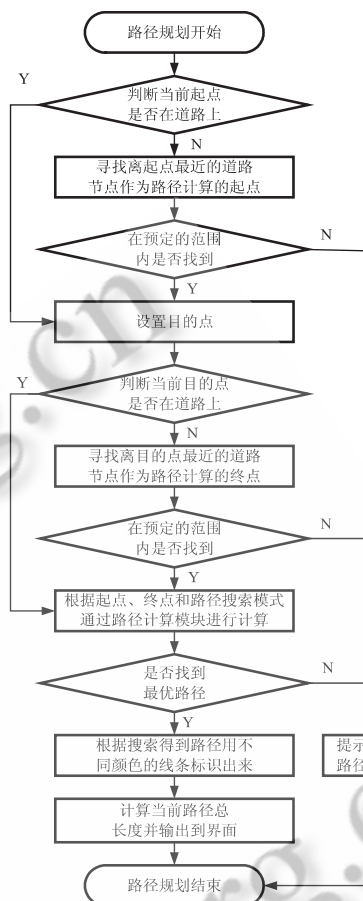 路径规划开始
Y
判断当前起点
是否在道路上
N
寻找离起点最近的道路
节点作为路径计算的起点
在预定的范围
内是否找到
N
Y
设置目的点
Y
判断当前目的点
是否在道路上
N
寻找离目的点最近的道路
节点作为路径计算的终点
在预定的范围
内是否找到
N
Y
根据起点、终点和路径搜索模式
通过路径计算模块进行计算
是否找到
最优路径
N
Y
根据搜索得到路径用不
同颜色的线条标识出来
提示
路径
计算当前路径总
长度并输出到界面
路径规划结束